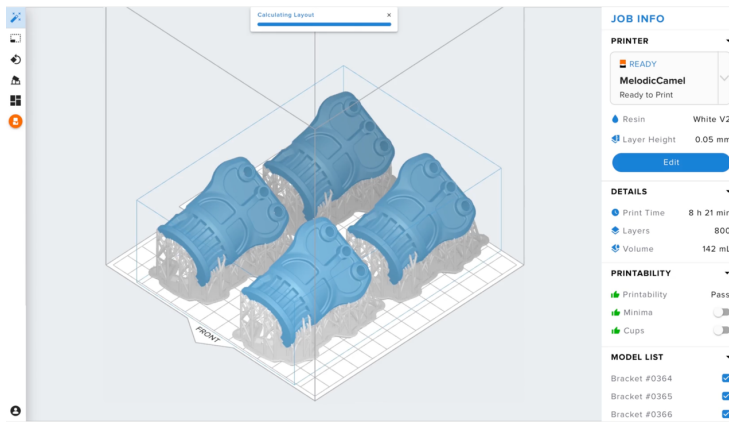 Calculating Layout
FRONT
JOB INFO
PRINTER
READY
MelodicCamel
Ready to Print
Resin White V2
Layer Height 0.05 mm
Edit
DETAILS
Print Time 8 h 21 min
Layers 800
Volume 142 mL
PRINTABILITY
Printability Pass
Minima
Cups
MODEL LIST
Bracket #0364
Bracket #0365
Bracket #0366